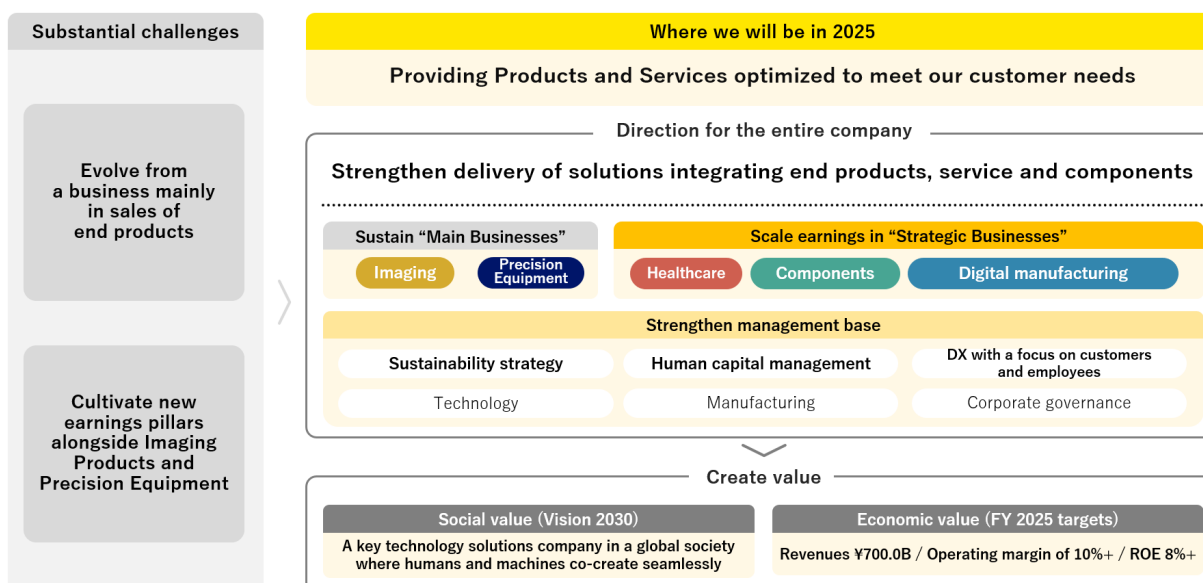 Substantial challenges
Evolve from
a business mainly
in sales of
end products
Cultivate new
earnings pillars
alongside Imaging
Products and
Precision Equipment
Where we will be in 2025
Providing Products and Services optimized to meet our customer needs
Direction for the entire company
Strengthen delivery of solutions integrating end products, service and components
Sustain “Main Businesses”
Imaging
Precision
Equipment
Scale earnings in “Strategic Businesses”
Healthcare
Components
Digital manufacturing
Strengthen management base
Sustainability strategy
Human capital management
DX with a focus on customers
and employees
Technology
Manufacturing
Corporate governance
Create value
Social value (Vision 2030)
A key technology solutions company in a global society
where humans and machines co-create seamlessly
Economic value (FY 2025 targets)
Revenues ¥700.0B / Operating margin of 10%+ / ROE 8%+